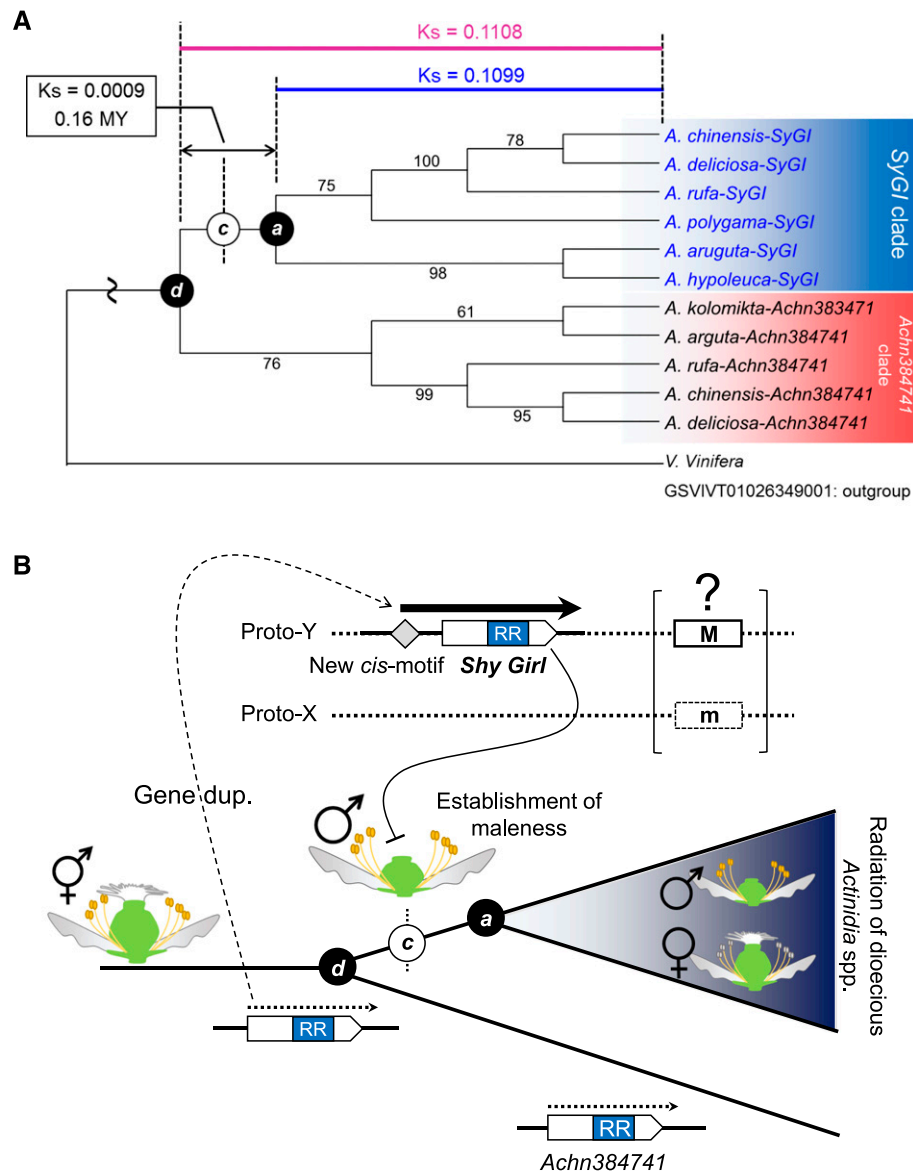 A
Ks = 0.1108
Ks = 0.1099
Ks = 0.0009
0.16 MY
c
a
d
75
100
78
98
76
61
99
95
A. chinensis-SyGI
A. deliciosa-SyGI
A. rufa-SyGI
A. polygama-SyGI
A. aruguta-SyGI
A. hypoleuca-SyGI
SyGI clade
A. kolomikta-Achn383471
A. arguta-Achn384741
A. rufa-Achn384741
A. chinensis-Achn384741
A. deliciosa-Achn384741
Achn384741
clade
V. Vinifera
GSVIVT01026349001: outgroup
B
?
Proto-Y
RR
M
New cis-motif
Shy Girl
Proto-X
m
Gene dup.
Establishment of
maleness
Radiation of dioecious
Actinidia spp.
c
a
d
RR
RR
Achn384741